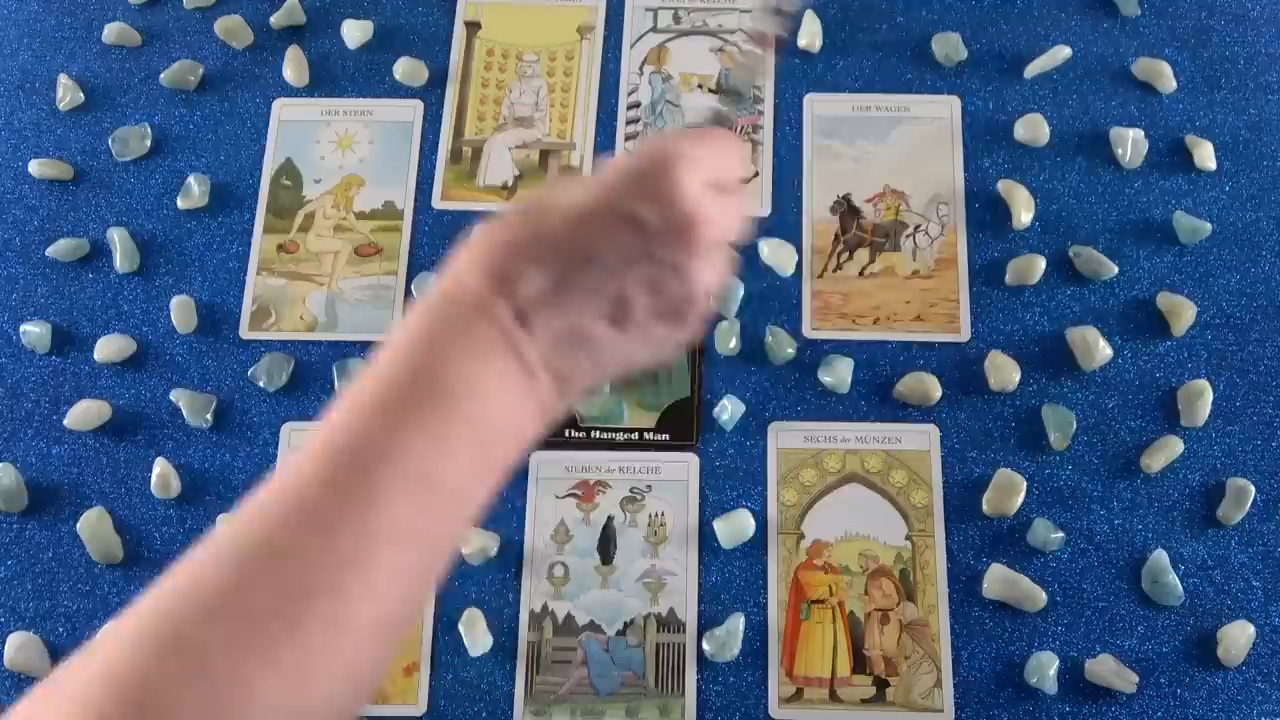 DER STERN
DER WAGEN
The Hanged Man
SIEBEN der KELCHE
SECHS der MÜNZEN